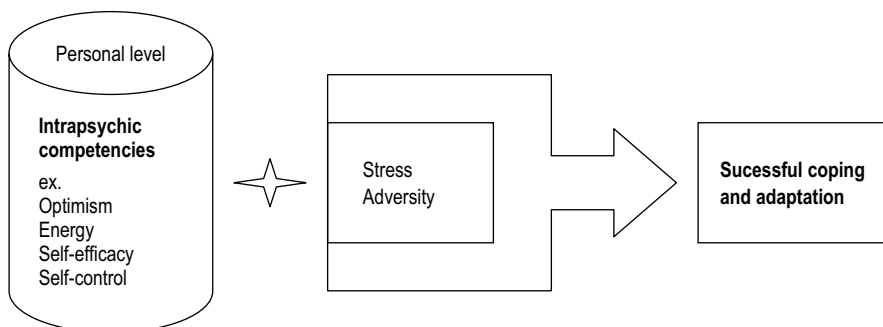 Personal level
Intrapsychic
competencies
ex.
Optimism
Energy
Self-efficacy
Self-control
Stress
Adversity
Sucessful coping
and adaptation